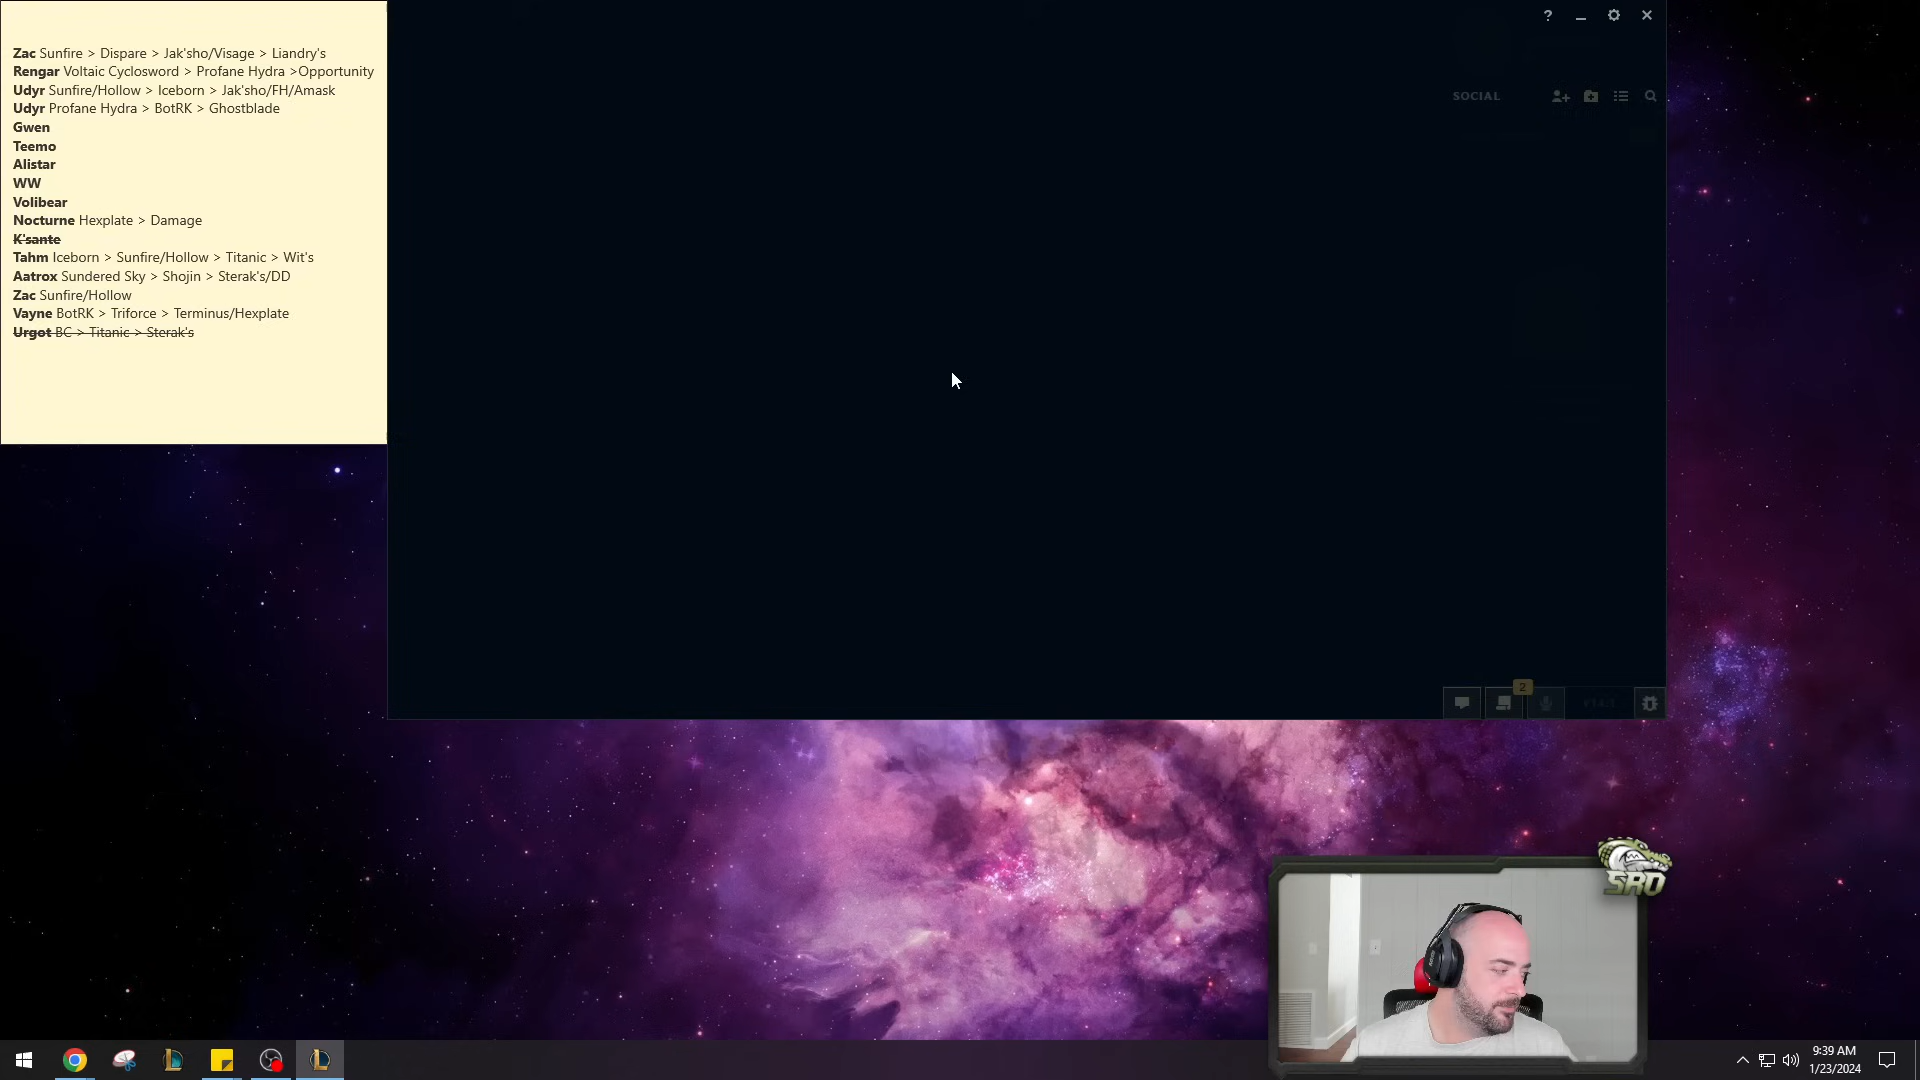 Zac Sunfire > Dispare > Jak'sho/Visage > Liandry's
Rengar Voltaic Cyclosword > Profane Hydra >Opportunity
Udyr Sunfire/Hollow > Iceborn > Jak'sho/FH/Amask
Udyr Profane Hydra > BotRK > Ghostblade
Gwen
Teemo
Alistar
WW
Volibear
Nocturne Hexplate > Damage
K'sante
Tahm Iceborn > Sunfire/Hollow > Titanic > Wit's
Aatrox Sundered Sky > Shojin > Sterak's/DD
Zac Sunfire/Hollow
Vayne BotRK > Triforce > Terminus/Hexplate
Urgot BC > Titanic > Sterak's
?
SOCIAL
2
SRO
9:39 AM
1/23/2024